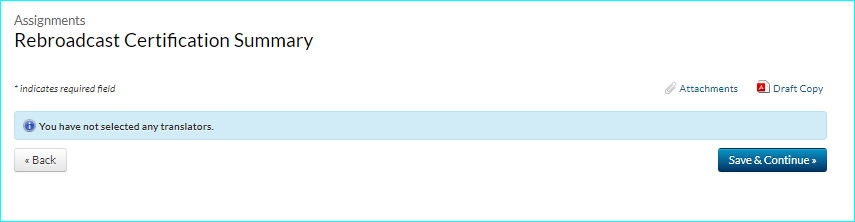 Assignments
Rebroadcast Certification Summary
* indicates required field
Attachments
Draft Copy
You have not selected any translators.
« Back
Save & Continue »